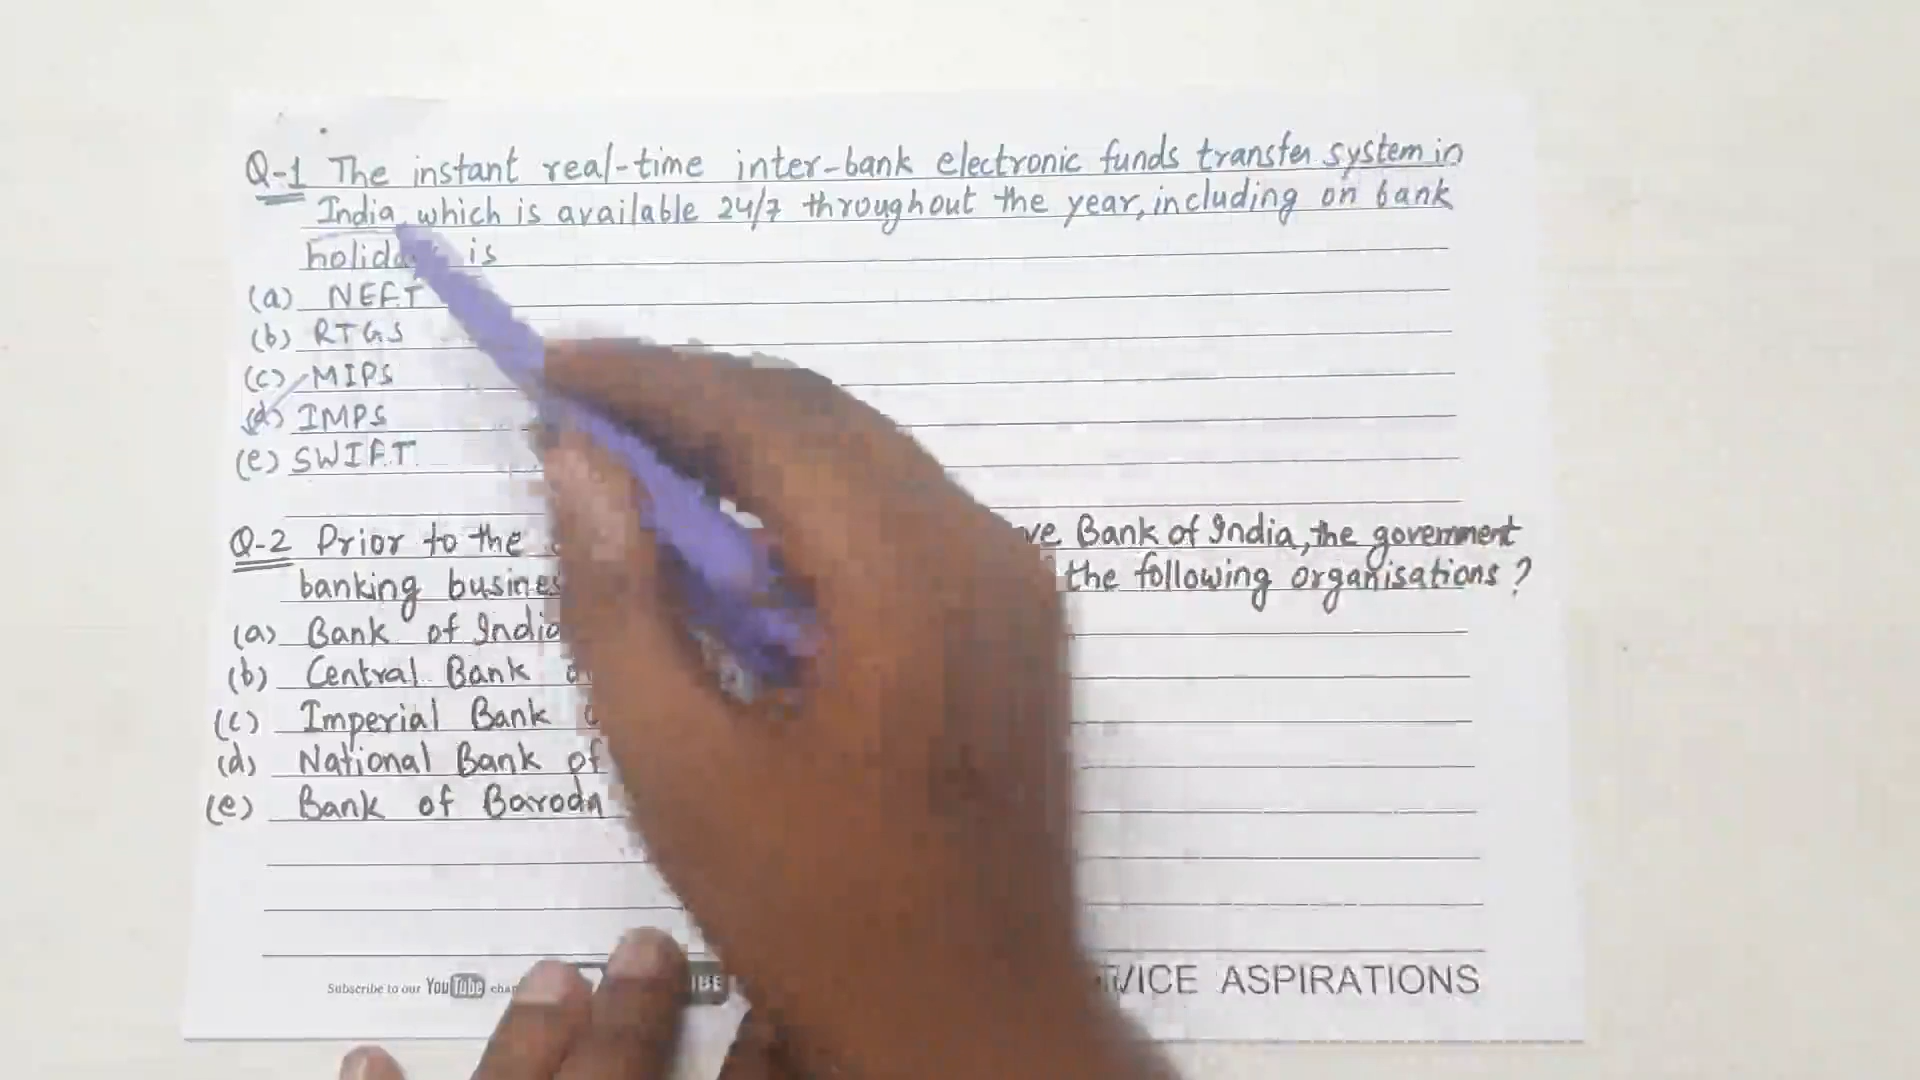 Q-1 The instant real-time inter-bank electronic funds transfer system in
India, which is available 24/7 throughout the year, including on bank
is
(a) NEFT
(b) RTGS
(c) MIPS
(d) IMPS
(e) SWIFT
Q-2 Prior to the Bank of India, the government
banking the following organisations ?
(a) Bank of India
(b) Central Bank
(c) Imperial Bank
(d) National Bank of
(e) Bank of Baroda
Subscribe to our YouTube
ASPIRATIONS